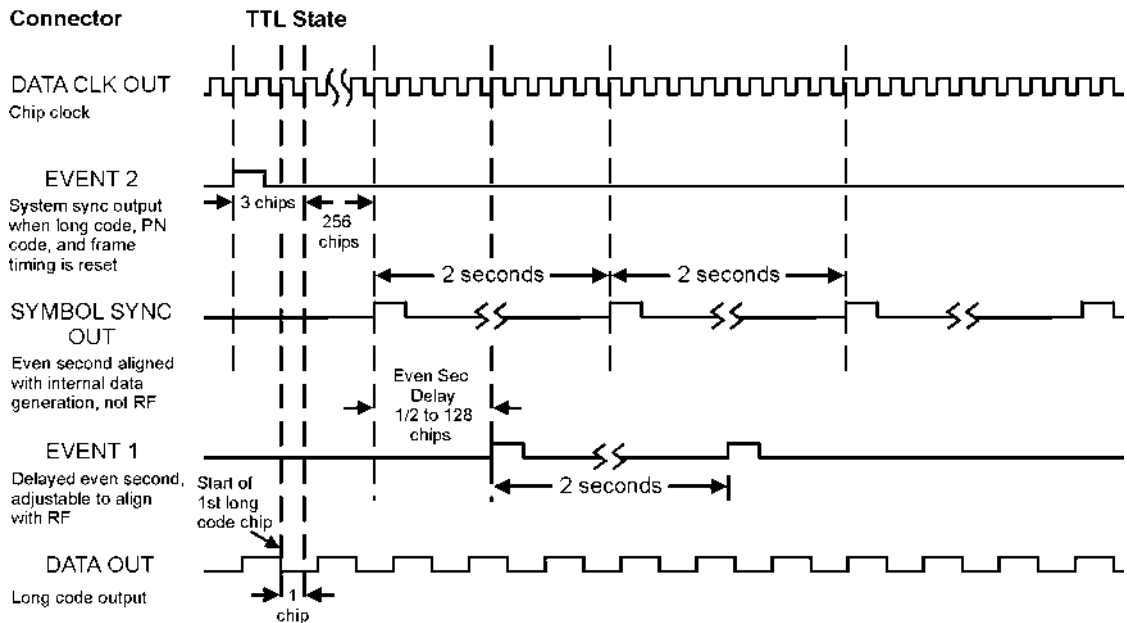 Connector TTL State
DATA CLK OUT
Chip clock
EVENT 2
System sync output
when long code, PN
code, and frame
timing is reset
3 chips
256
chips
2 seconds 2 seconds
SYMBOL SYNC
OUT
Even second aligned
with internal data
generation, not RF
Even Sec
Delay
1/2 to 128
chips
EVENT 1
Delayed even second,
adjustable to align
with RF
Start of
1st long
code chip
2 seconds
DATA OUT
Long code output
1
chip